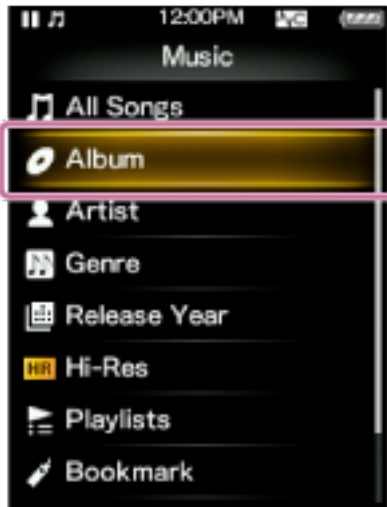 12:00PM
Music
All Songs
Album
Artist
Genre
Release Year
HR Hi-Res
Playlists
Bookmark